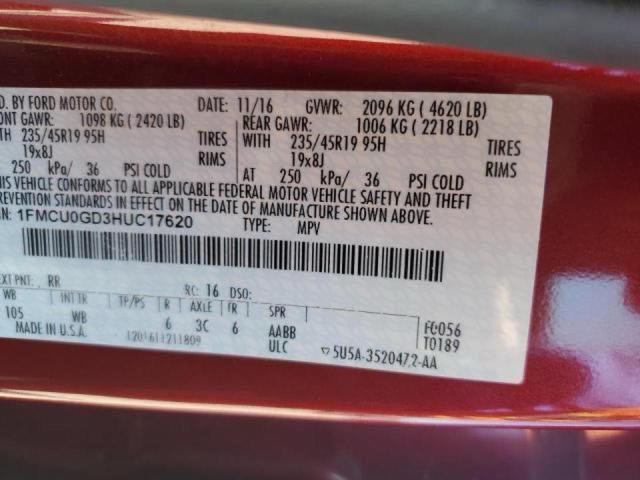 D. BY FORD MOTOR CO. DATE: 11/16 GVWR: 2096 KG ( 4620 LB)
ONT GAWR: 1098 KG ( 2420 LB) REAR GAWR: 1006 KG ( 2218 LB)
TH 235/45R19 95H TIRES WITH 235/45R19 95H TIRES
19x8J RIMS 19x8J RIMS
250 kPa/ 36 PSI COLD AT 250 kPa/ 36 PSI COLD
HIS VEHICLE CONFORMS TO ALL APPLICABLE FEDERAL MOTOR VEHICLE SAFETY AND THEFT
PREVENTION STANDARDS IN EFFECT ON THE DATE OF MANUFACTURE SHOWN ABOVE.
1FMCU0GD3HUC17620 TYPE: MPV
EXT PNT: RR RC: 16 DSO:
WB INT TR TP/PS R AXLE TR SPR
105 WB 6 3C 6 AABB
MADE IN U.S.A. ULC
1201611211809
FC056
T0189
5U5A-3520472-AA